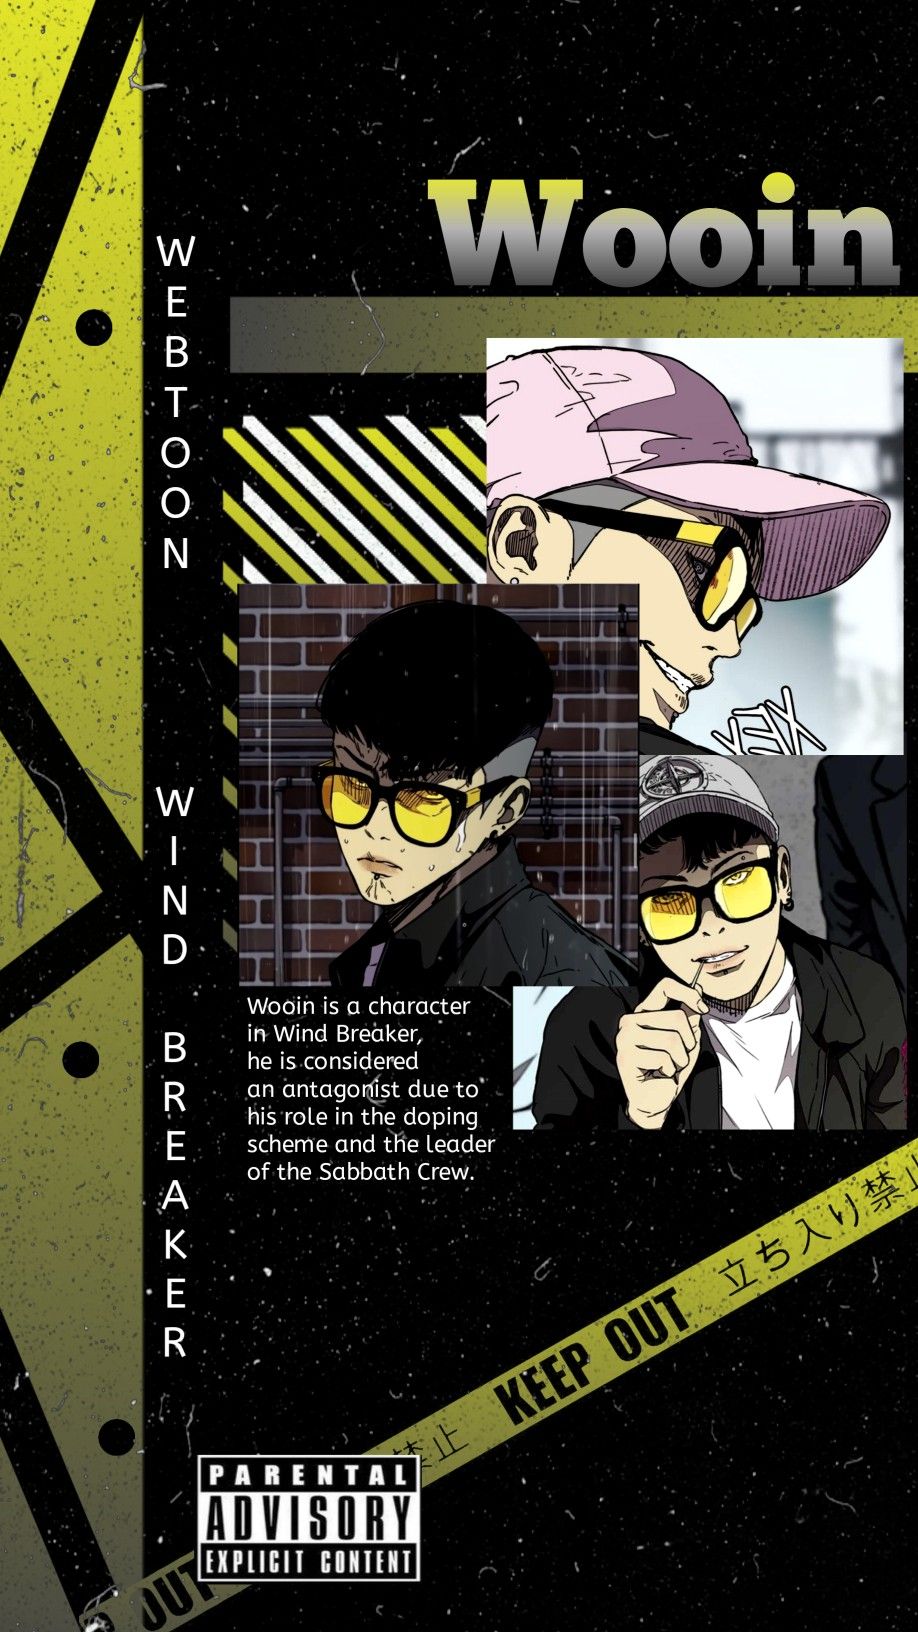 Wooin
WEBTOON
WIND BREAKER
Wooin is a character
in Wind Breaker,
he is considered
an antagonist due to
his role in the doping
scheme and the leader
of the Sabbath Crew.
立ち入り禁止
KEEP OUT
禁止
OUT
PARENTAL
ADVISORY
EXPLICIT CONTENT